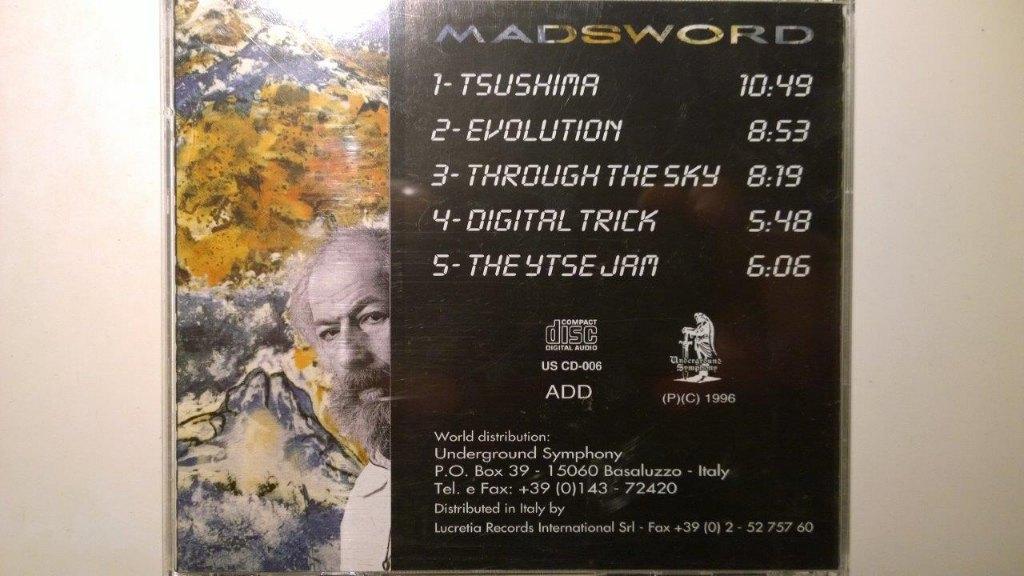 MADSWORD
1- TSUSHIMA 10:49
2- EVOLUTION 8:53
3- THROUGH THE SKY 8:19
4- DIGITAL TRICK 5:48
5- THE YTSE JAM 6:06
COMPACT
disc
DIGITAL AUDIO
US CD-006
ADD
Underground
Symphony
(P)(C) 1996
World distribution:
Underground Symphony
P.O. Box 39 - 15060 Basaluzzo - Italy
Tel. e Fax: +39 (0)143 - 72420
Distributed in Italy by
Lucretia Records International Srl - Fax +39 (0) 2 - 52 757 60